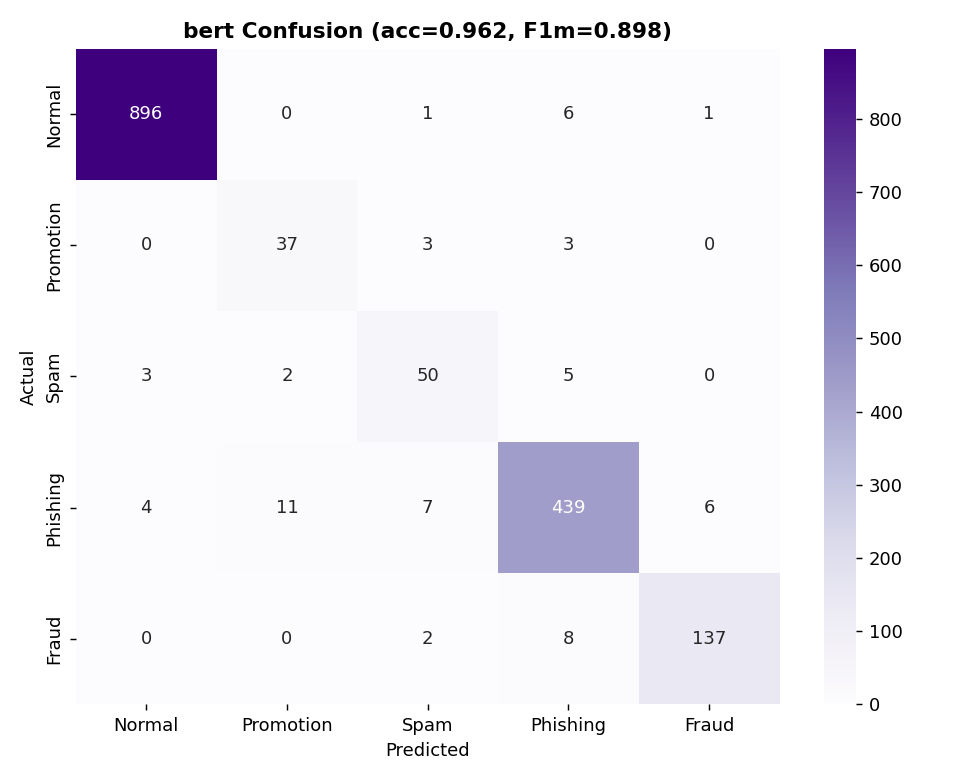 bert Confusion (acc=0.962, F1m=0.898)
Actual
Normal 896 0 1 6 1
Promotion 0 37 3 3 0
Spam 3 2 50 5 0
Phishing 4 11 7 439 6
Fraud 0 0 2 8 137
Normal Promotion Spam Phishing Fraud
Predicted
800
700
600
500
400
300
200
100
0